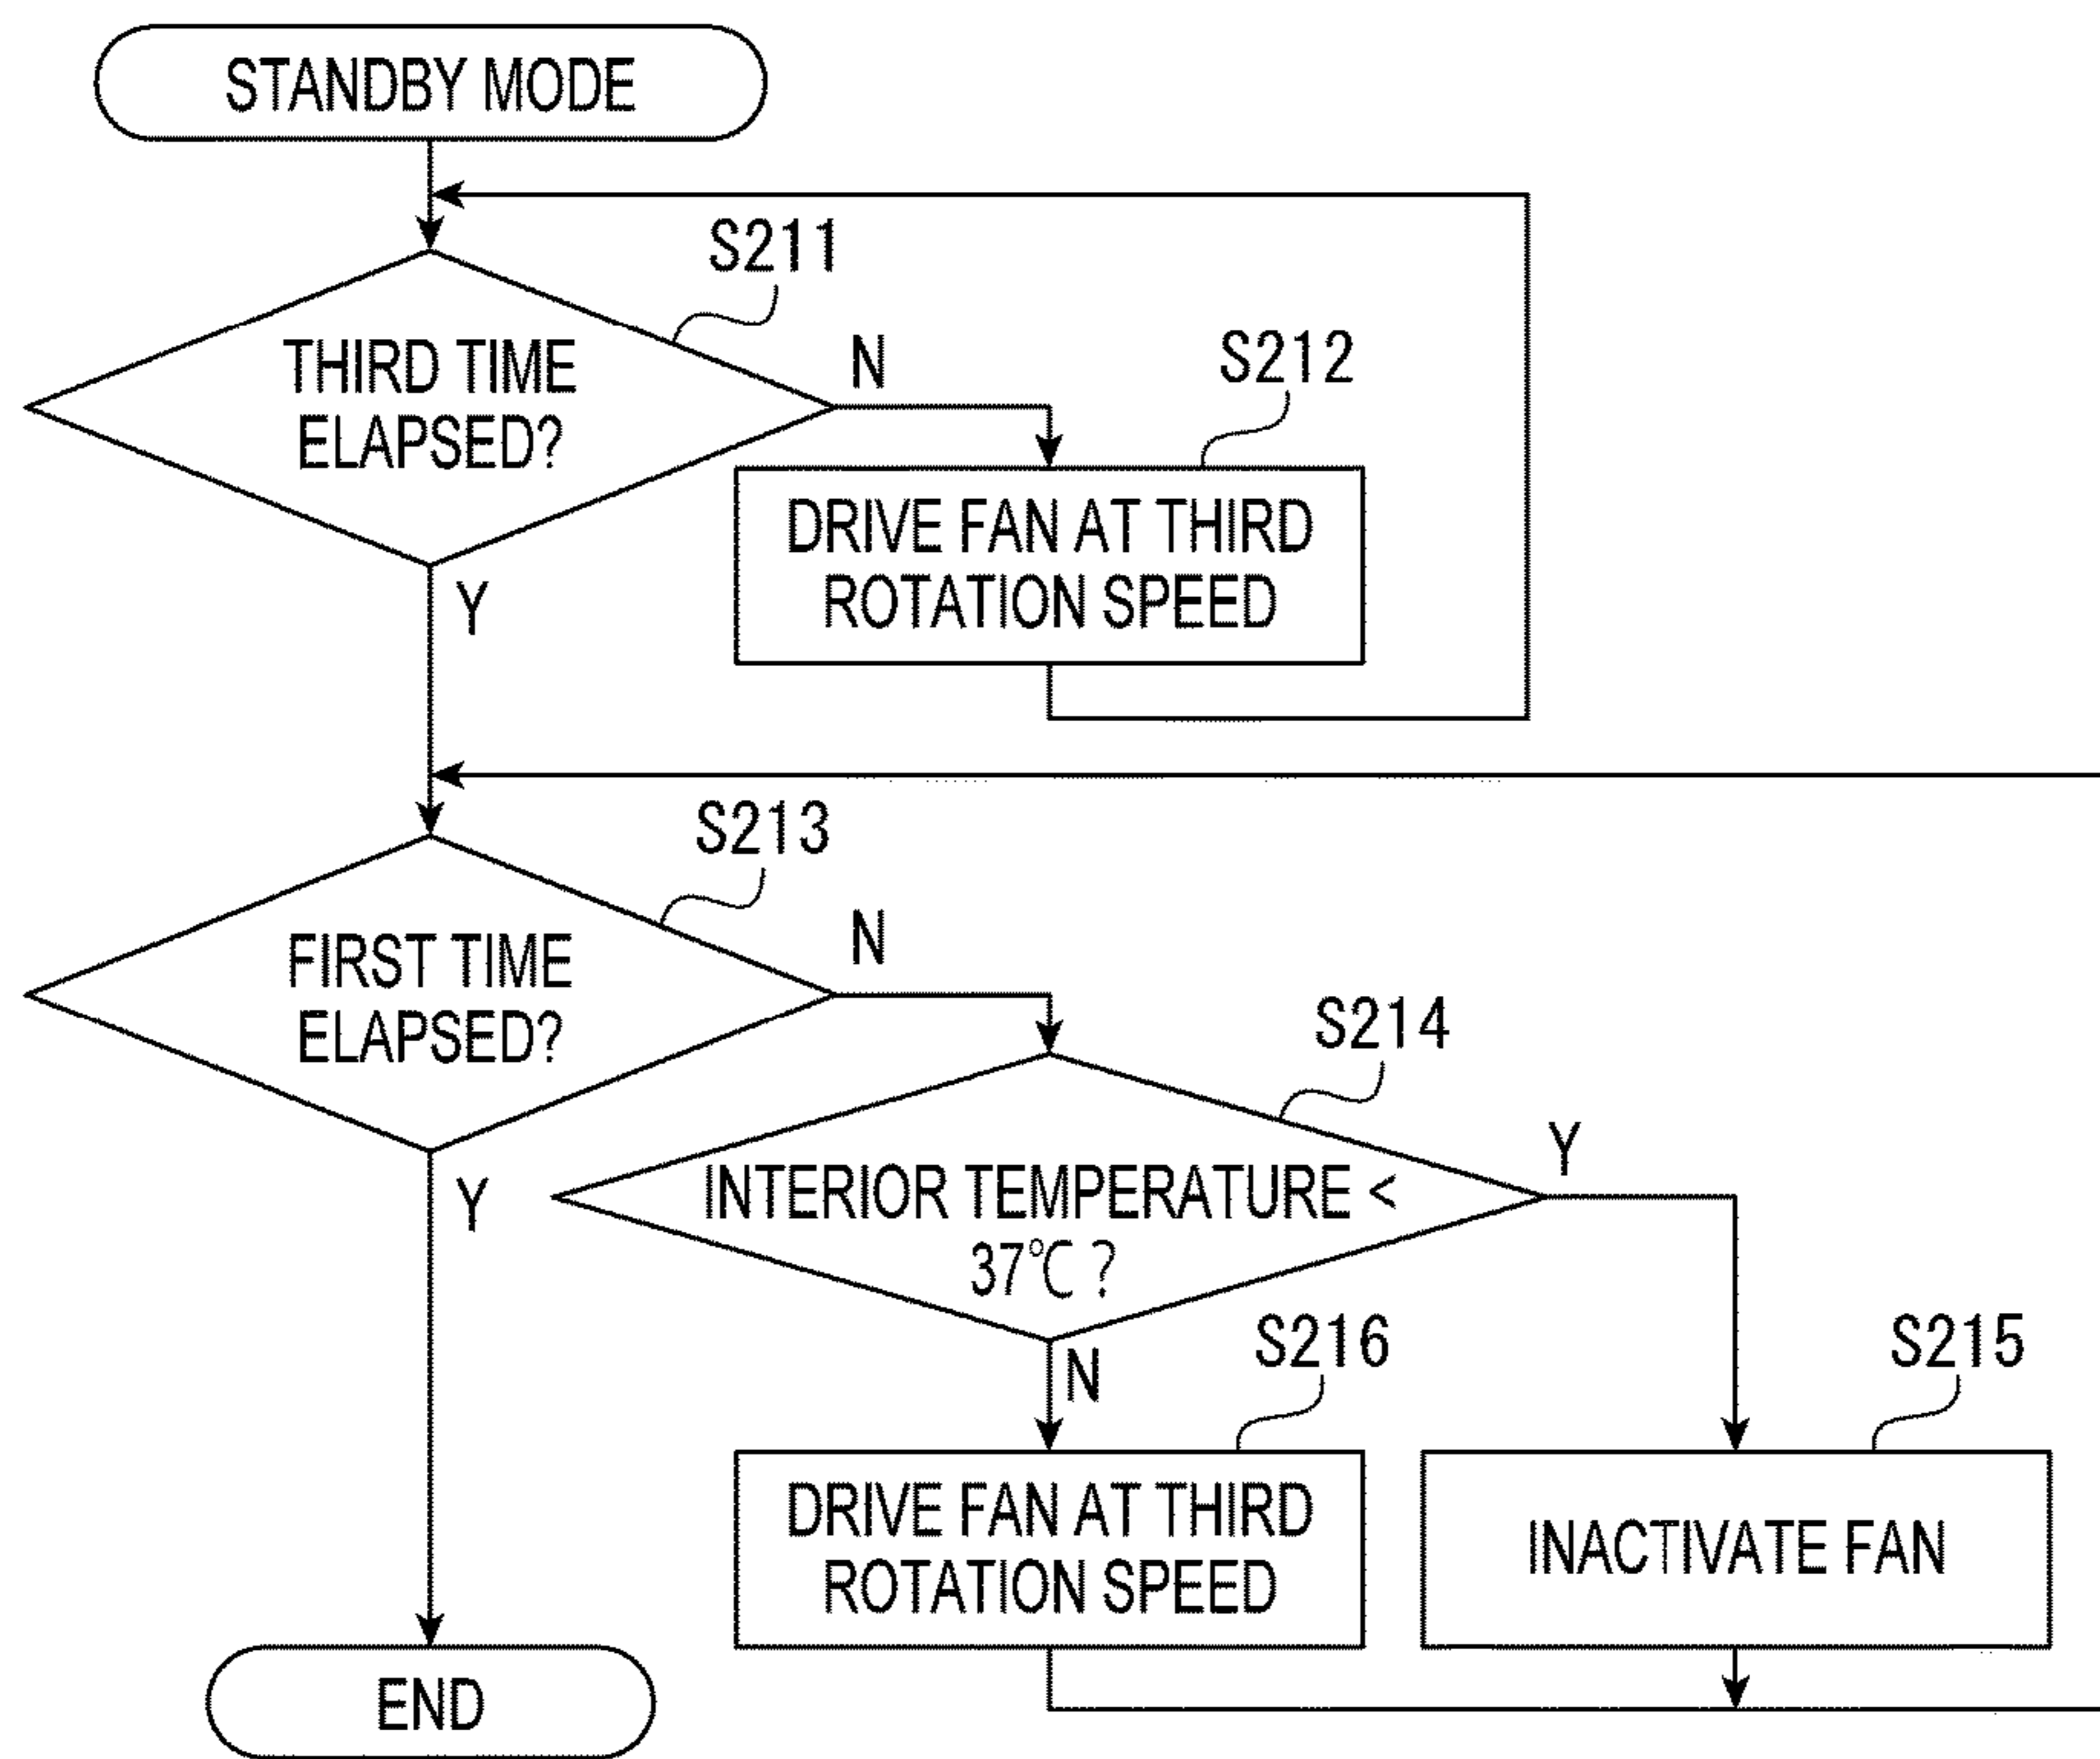 STANDBY MODE
S211
THIRD TIME
ELAPSED?
N
S212
DRIVE FAN AT THIRD
ROTATION SPEED
Y
S213
FIRST TIME
ELAPSED?
N
S214
INTERIOR TEMPERATURE <
37℃ ?
Y
Y
N
S216
S215
DRIVE FAN AT THIRD
ROTATION SPEED
INACTIVATE FAN
END